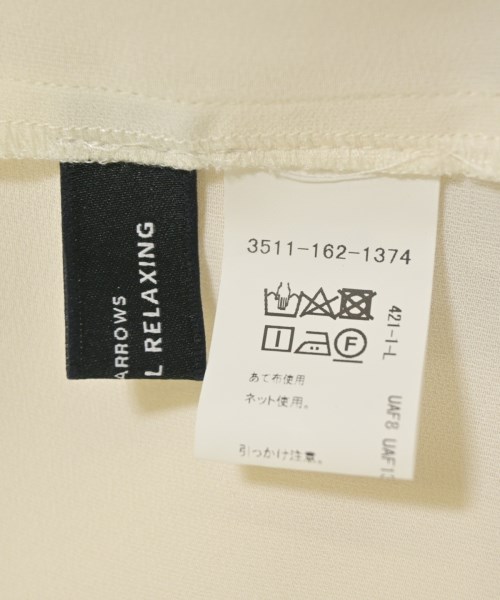 ARROWS
L RELAXING
3511-162-1374
F
あて布使用
ネット使用。
引っかけ注意。
421-I-L
UAF8 UAF